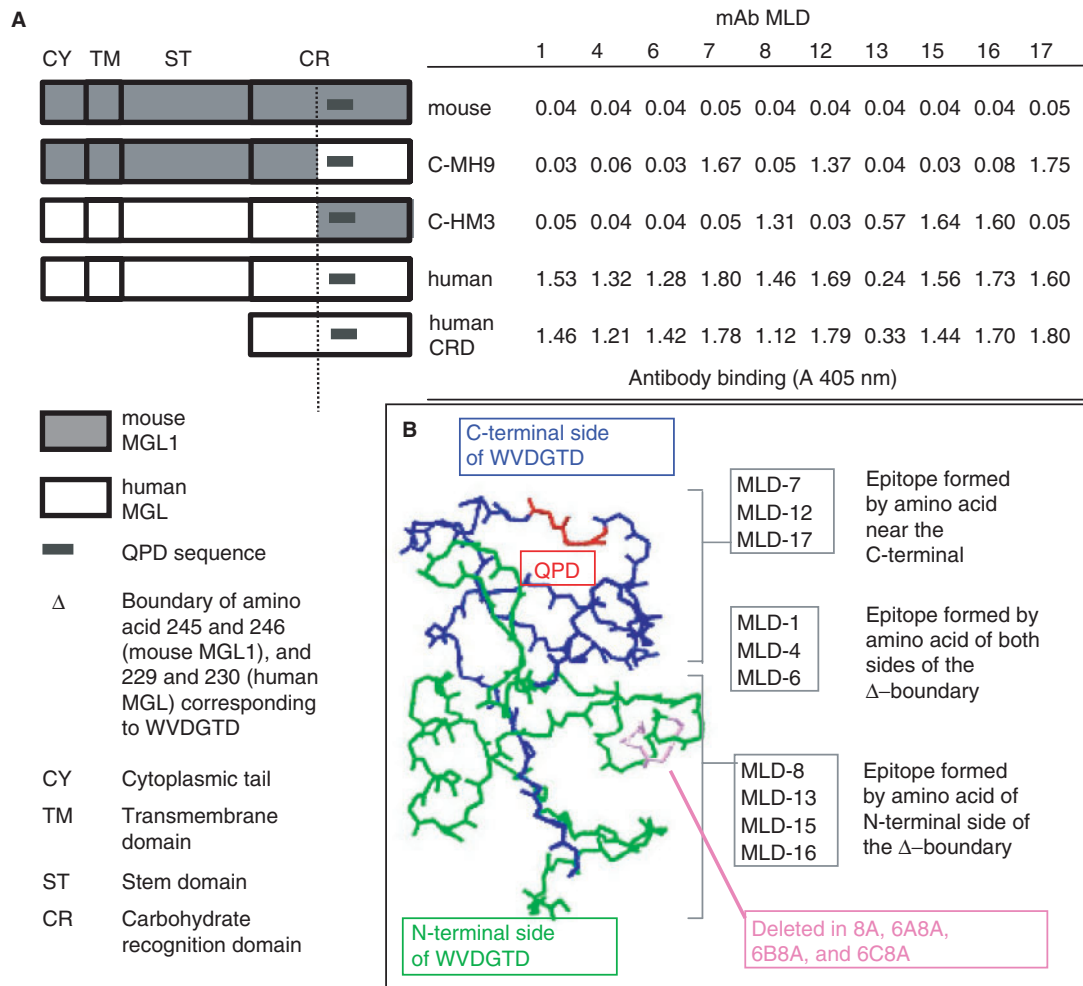 A
mAb MLD
CY TM ST CR
1 4 6 7 8 12 13 15 16 17
mouse 0.04 0.04 0.04 0.05 0.04 0.04 0.04 0.04 0.04 0.05
C-MH9 0.03 0.06 0.03 1.67 0.05 1.37 0.04 0.03 0.08 1.75
C-HM3 0.05 0.04 0.04 0.05 1.31 0.03 0.57 1.64 1.60 0.05
human 1.53 1.32 1.28 1.80 1.46 1.69 0.24 1.56 1.73 1.60
human
CRD 1.46 1.21 1.42 1.78 1.12 1.79 0.33 1.44 1.70 1.80
Antibody binding (A 405 nm)
mouse
MGL1
human
MGL
QPD sequence
Δ Boundary of amino
acid 245 and 246
(mouse MGL1), and
229 and 230 (human
MGL) corresponding
to WVDGTD
CY Cytoplasmic tail
TM Transmembrane
domain
ST Stem domain
CR Carbohydrate
recognition domain
B
C-terminal side
of WVDGTD
QPD
N-terminal side
of WVDGTD
MLD-7
MLD-12
MLD-17
Epitope formed
by amino acid
near the
C-terminal
MLD-1
MLD-4
MLD-6
Epitope formed by
amino acid of both
sides of the
Δ–boundary
MLD-8
MLD-13
MLD-15
MLD-16
Epitope formed
by amino acid of
N-terminal side of
the Δ–boundary
Deleted in 8A, 6A8A,
6B8A, and 6C8A